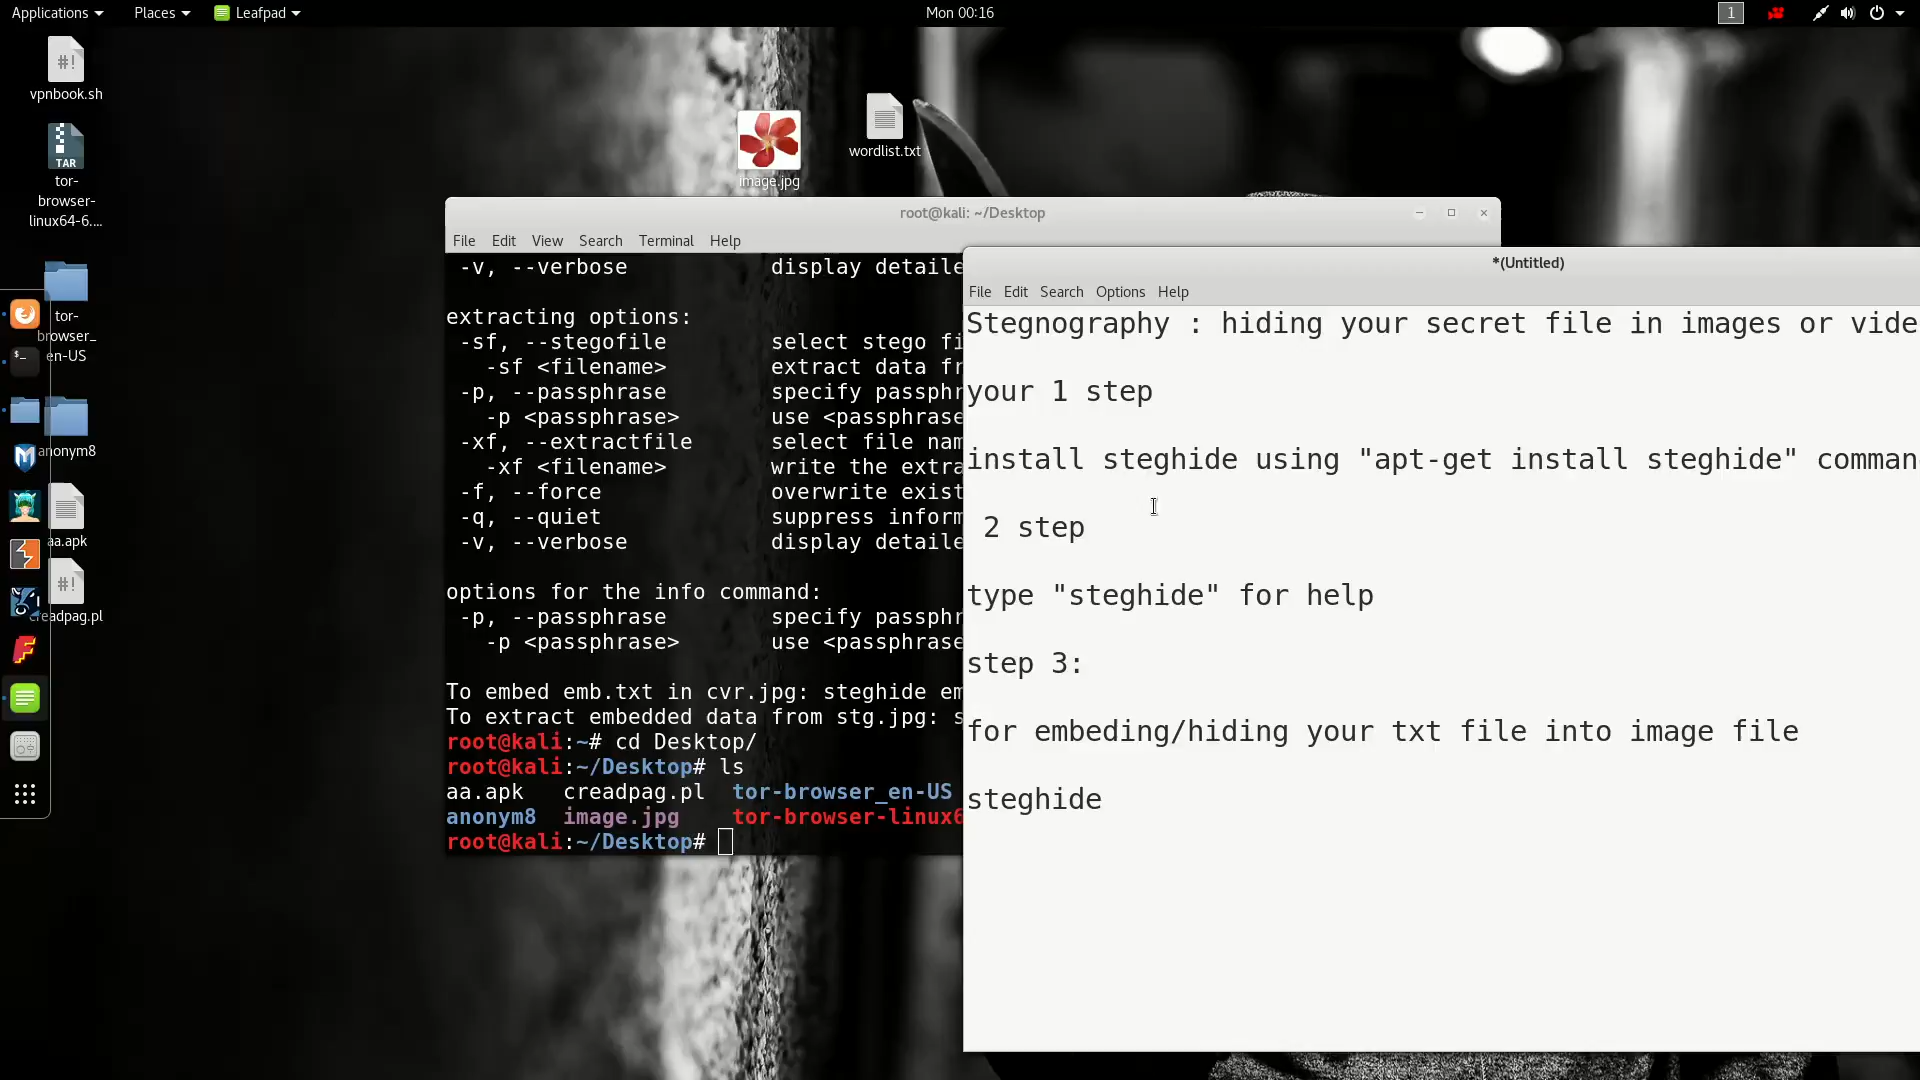 Applications
Places
Leafpad
Mon 00:16
1
#!
vpnbook.sh
TAR
tor-
browser-
linux64-6....
tor-
browser_
en-US
anonym8
aa.apk
#!
creadpag.pl
image.jpg
wordlist.txt
root@kali: ~/Desktop
File Edit View Search Terminal Help
-v, --verbose display detaile
extracting options:
-sf, --stegofile select stego fi
-sf <filename> extract data fr
-p, --passphrase specify passphr
-p <passphrase> use <passphrase
-xf, --extractfile select file nam
-xf <filename> write the extra
-f, --force overwrite exist
-q, --quiet suppress inform
-v, --verbose display detaile
options for the info command:
-p, --passphrase specify passphr
-p <passphrase> use <passphrase
To embed emb.txt in cvr.jpg: steghide em
To extract embedded data from stg.jpg: s
root@kali:~# cd Desktop/
root@kali:~/Desktop# ls
aa.apk creadpag.pl tor-browser_en-US
anonym8 image.jpg tor-browser-linux6
root@kali:~/Desktop#
*(Untitled)
File Edit Search Options Help
Stegnography : hiding your secret file in images or vide
your 1 step
install steghide using "apt-get install steghide" comman
2 step
type "steghide" for help
step 3:
for embeding/hiding your txt file into image file
steghide